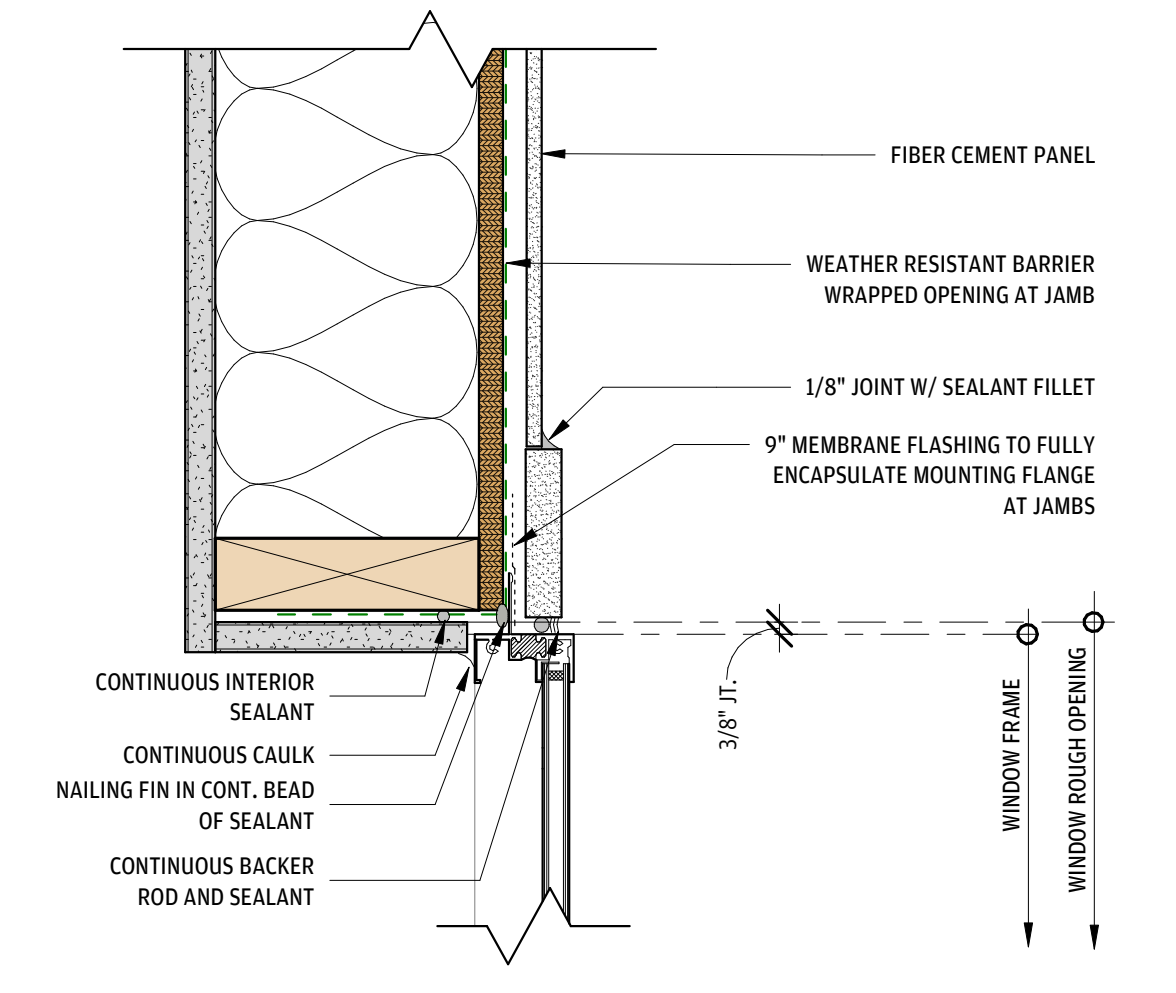 FIBER CEMENT PANEL
WEATHER RESISTANT BARRIER
WRAPPED OPENING AT JAMB
1/8" JOINT W/ SEALANT FILLET
9" MEMBRANE FLASHING TO FULLY
ENCAPSULATE MOUNTING FLANGE
AT JAMBS
CONTINUOUS INTERIOR
SEALANT
CONTINUOUS CAULK
NAILING FIN IN CONT. BEAD
OF SEALANT
CONTINUOUS BACKER
ROD AND SEALANT
3/8" JT.
WINDOW FRAME
WINDOW ROUGH OPENING